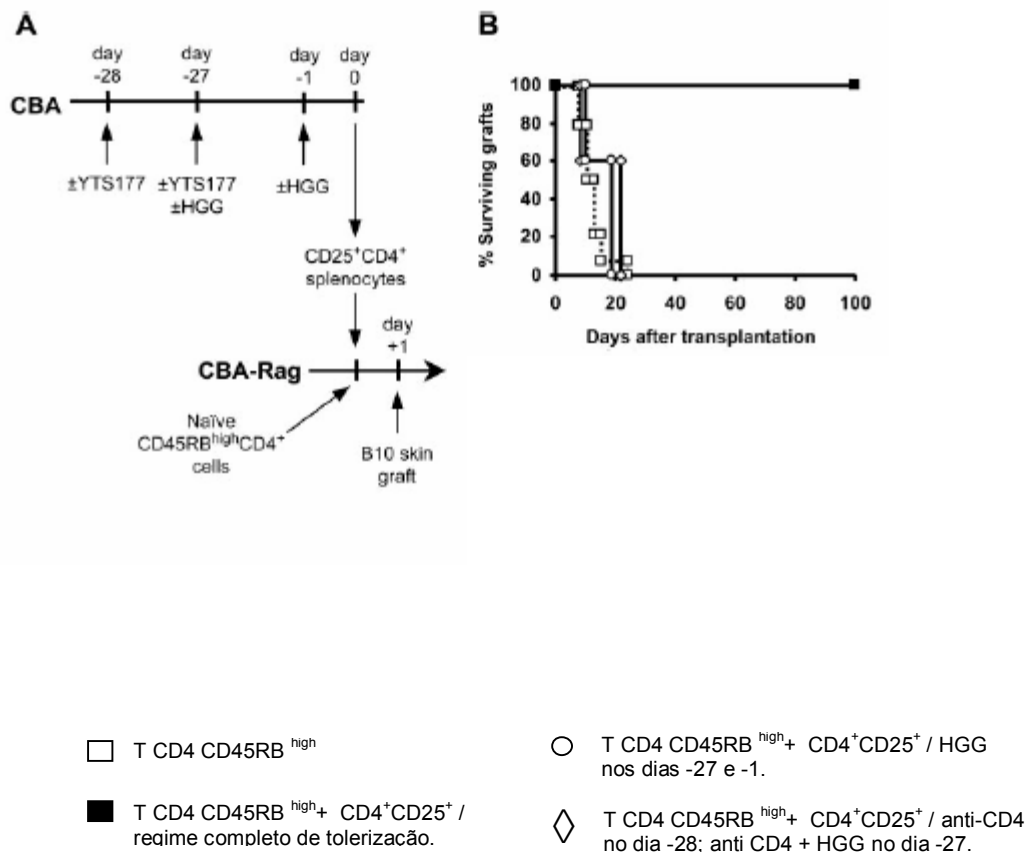 A
day
-28
day
-27
day
-1
day
0
CBA
±YTS177
±YTS177
±HGG
±HGG
CD25+CD4+
splenocytes
day
+1
CBA-Rag
Naïve
CD45RBhighCD4+
cells
B10 skin
graft
B
% Surviving grafts
100
80
60
40
20
0
0
20
40
60
80
100
Days after transplantation
T CD4 CD45RB high
T CD4 CD45RB high+ CD4+CD25+ /
regime completo de tolerização.
T CD4 CD45RB high+ CD4+CD25+ / HGG
nos dias -27 e -1.
T CD4 CD45RB high+ CD4+CD25+ / anti-CD4
no dia -28; anti CD4 + HGG no dia -27.